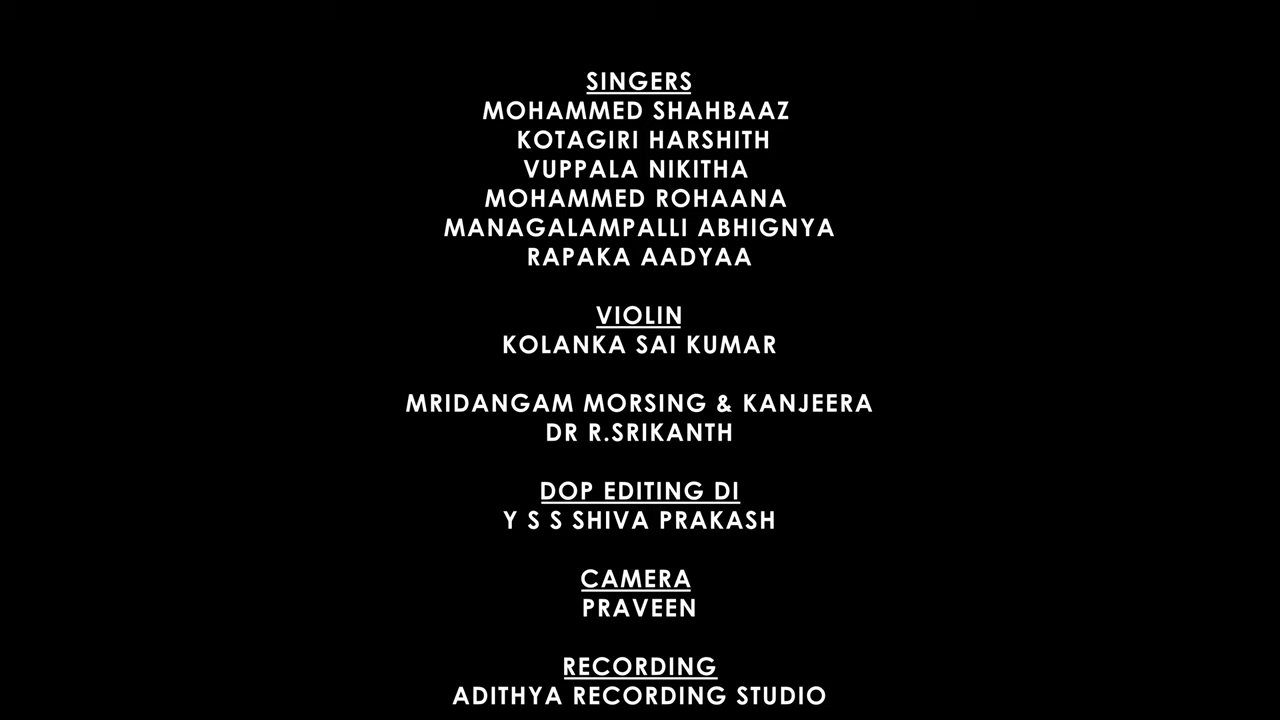 SINGERS
MOHAMMED SHAHBAAZ
KOTAGIRI HARSHITH
VUPPALA NIKITHA
MOHAMMED ROHAANA
MANAGALAMPALLI ABHIGNYA
RAPAKA AADYAA
VIOLIN
KOLANKA SAI KUMAR
MRIDANGAM MORSING & KANJEERA
DR R.SRIKANTH
DOP EDITING DI
Y S S SHIVA PRAKASH
CAMERA
PRAVEEN
RECORDING
ADITHYA RECORDING STUDIO